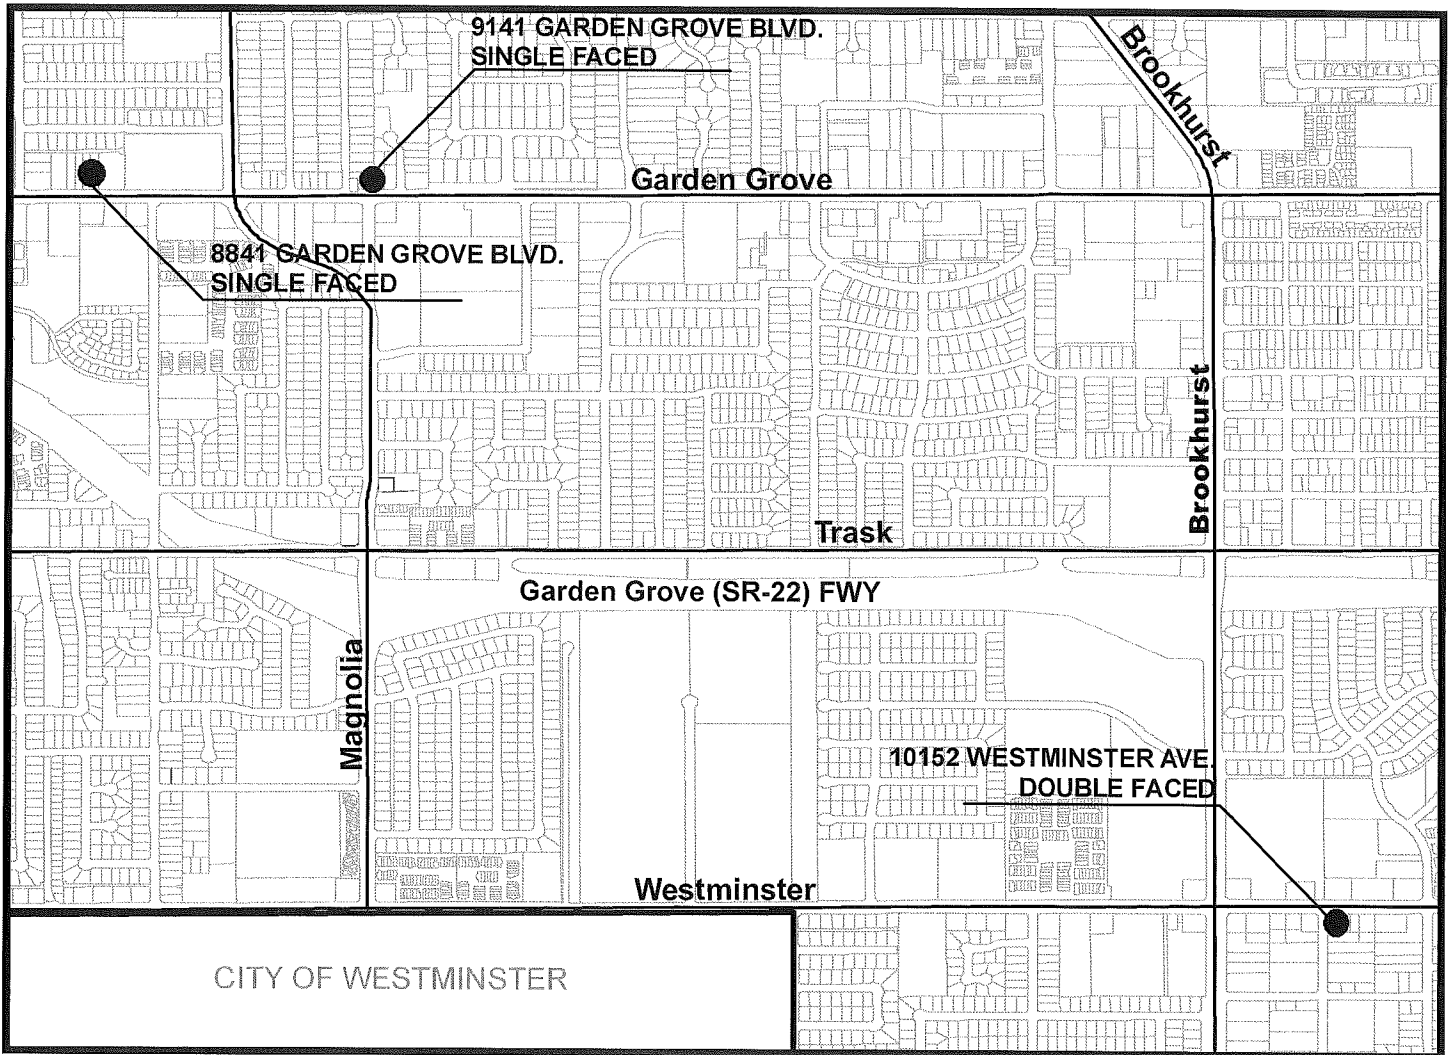 9141 GARDEN GROVE BLVD.
SINGLE FACED
Brookhurst
Garden Grove
8841 GARDEN GROVE BLVD.
SINGLE FACED
Brookhurst
Trask
Garden Grove (SR-22) FWY
Magnolia
10152 WESTMINSTER AVE.
DOUBLE FACED
Westminster
CITY OF WESTMINSTER